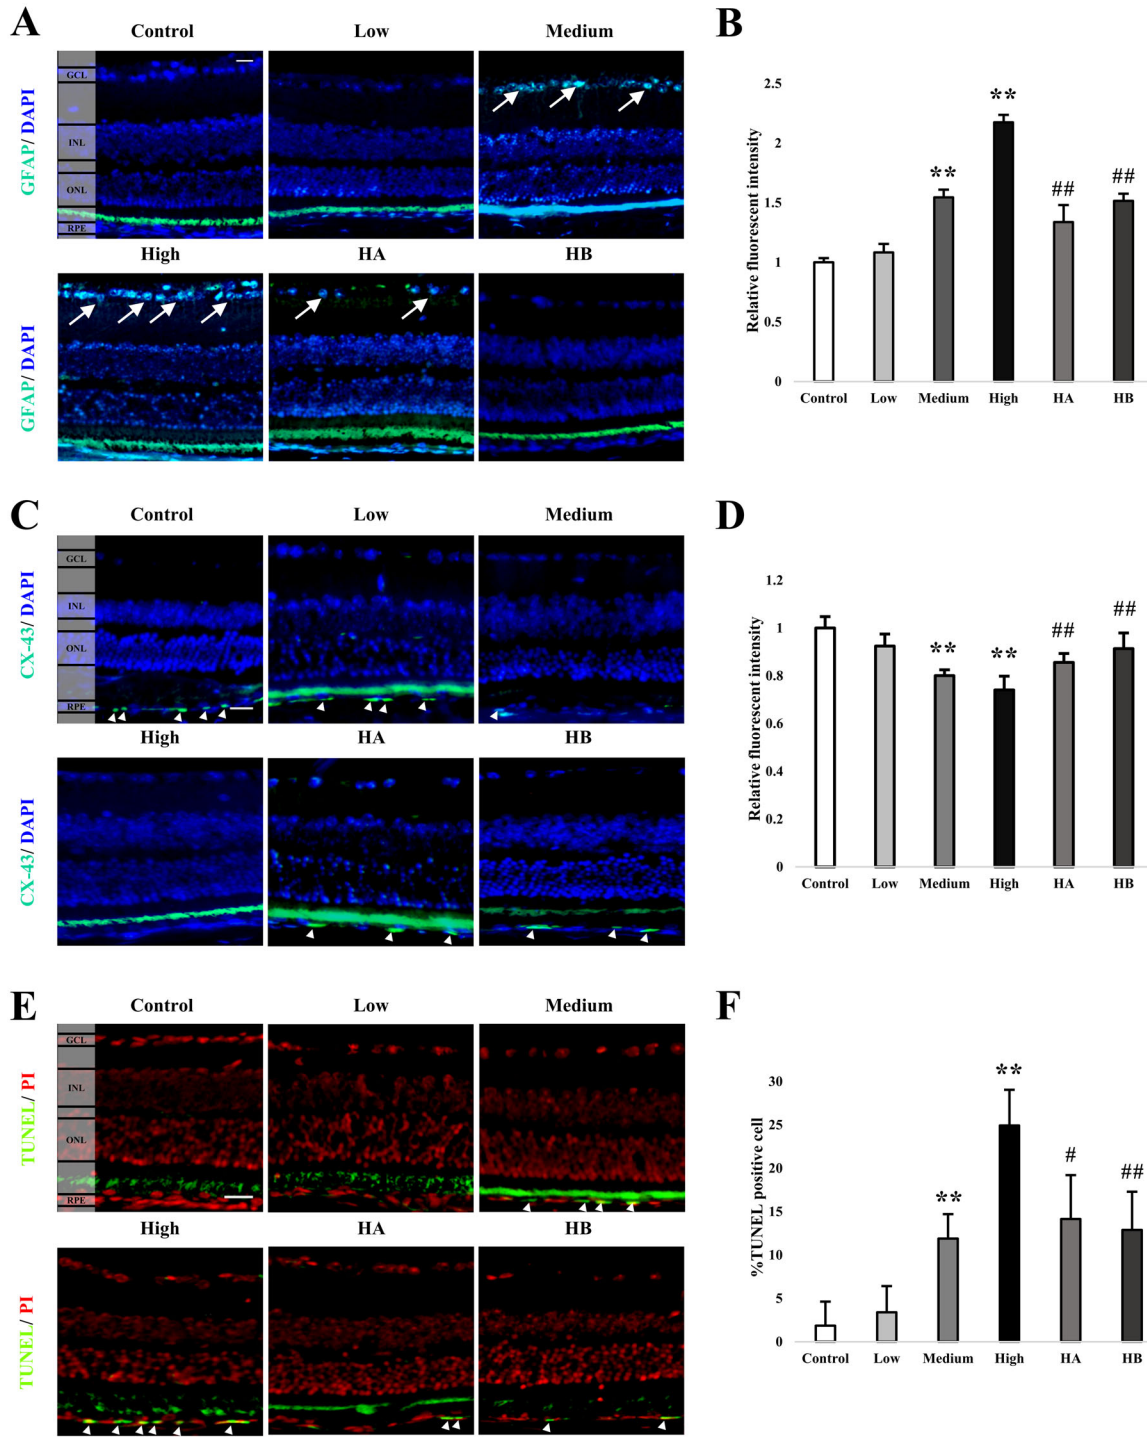 A
Control Low Medium
GFAP/ DAPI
GCL
INL
ONL
RPE
High HA HB
GFAP/ DAPI
B
Relative fluorescent intensity
2.5
2
1.5
1
0.5
0
** ** ## ##
Control Low Medium High HA HB
C
Control Low Medium
CX-43/ DAPI
GCL
INL
ONL
RPE
High HA HB
CX-43/ DAPI
D
Relative fluorescent intensity
1.2
1
0.8
0.6
0.4
0.2
0
** ** ## ##
Control Low Medium High HA HB
E
Control Low Medium
TUNEL/ PI
GCL
INL
ONL
RPE
High HA HB
TUNEL/ PI
F
%TUNEL positive cell
30
25
20
15
10
5
0
** ** # ##
Control Low Medium High HA HB